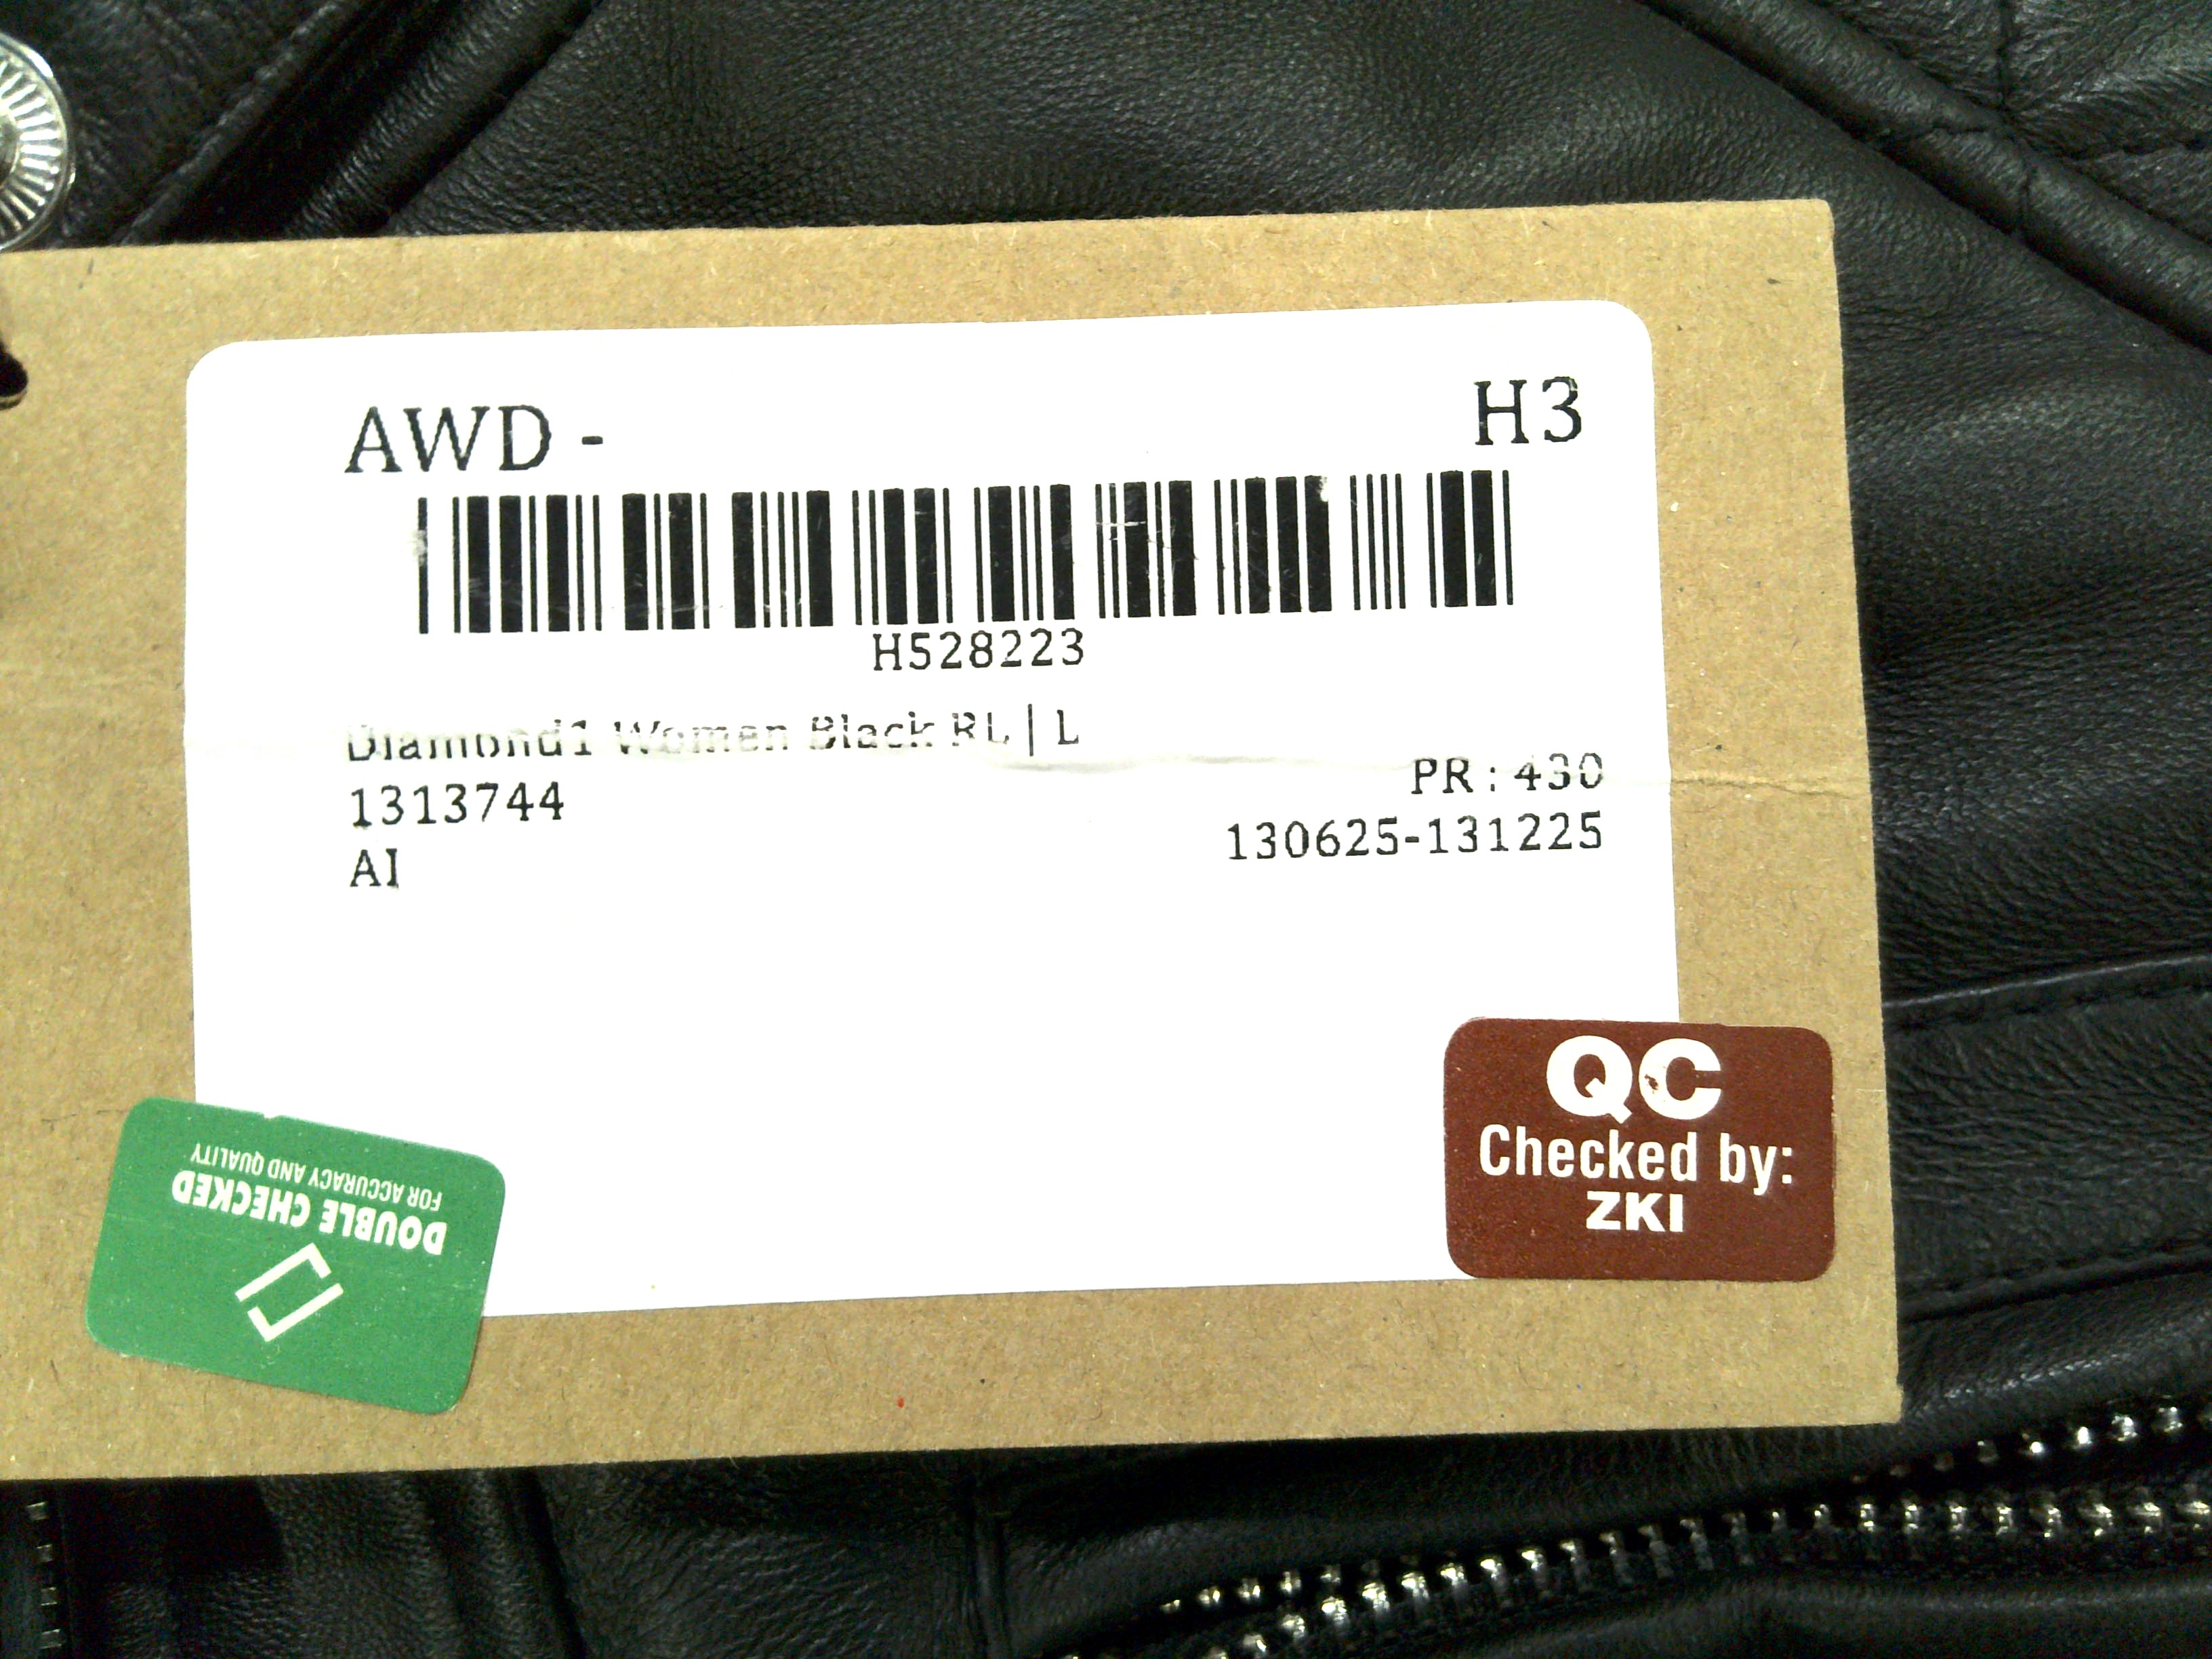 AWD - H3
H528223
Diamond1 Women Black RL | L
1313744
PR : 430
AI
130625-131225
QC
Checked by:
ZKI
DOUBLE CHECKED
FOR ACCURACY AND QUALITY